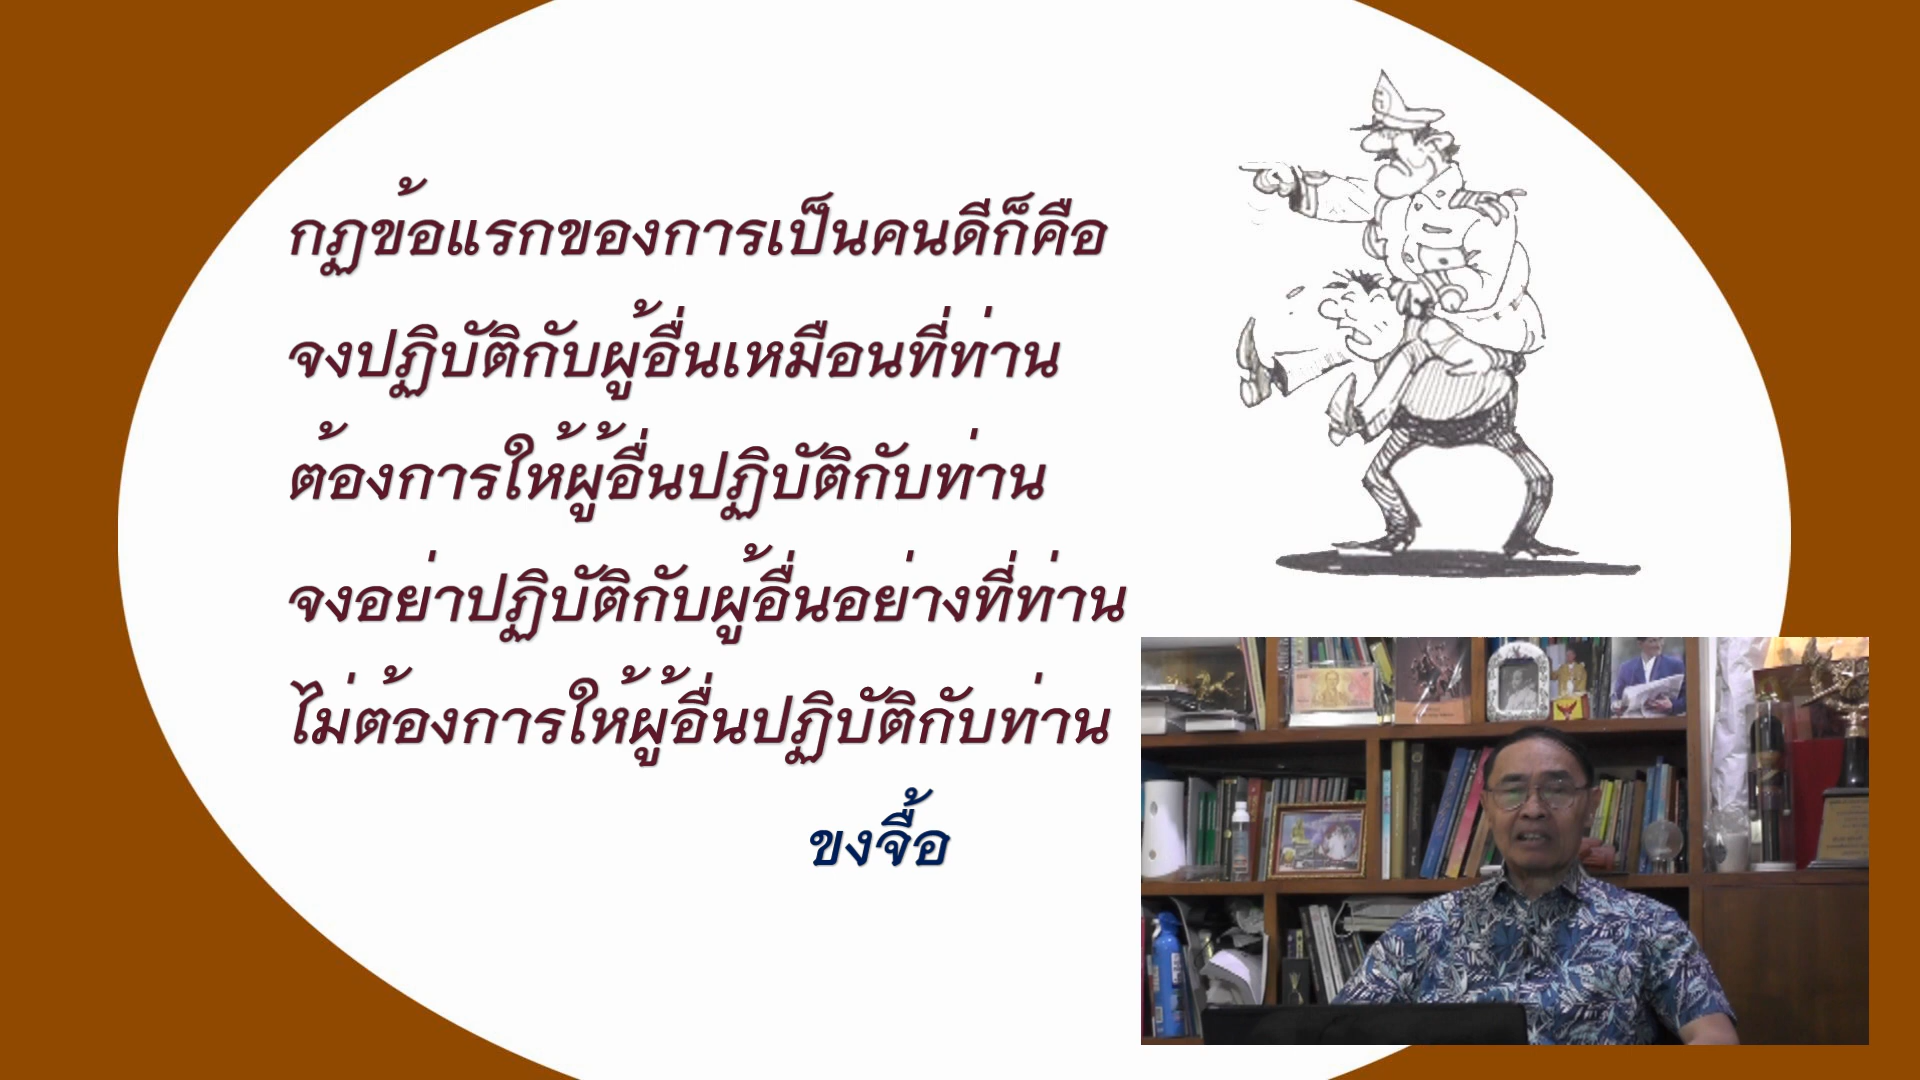 กฎข้อแรกของการเป็นคนดีก็คือ
จงปฏิบัติกับผู้อื่นเหมือนที่ท่าน
ต้องการให้ผู้อื่นปฏิบัติกับท่าน
จงอย่าปฏิบัติกับผู้อื่นอย่างที่ท่าน
ไม่ต้องการให้ผู้อื่นปฏิบัติกับท่าน
ขงจื้อ